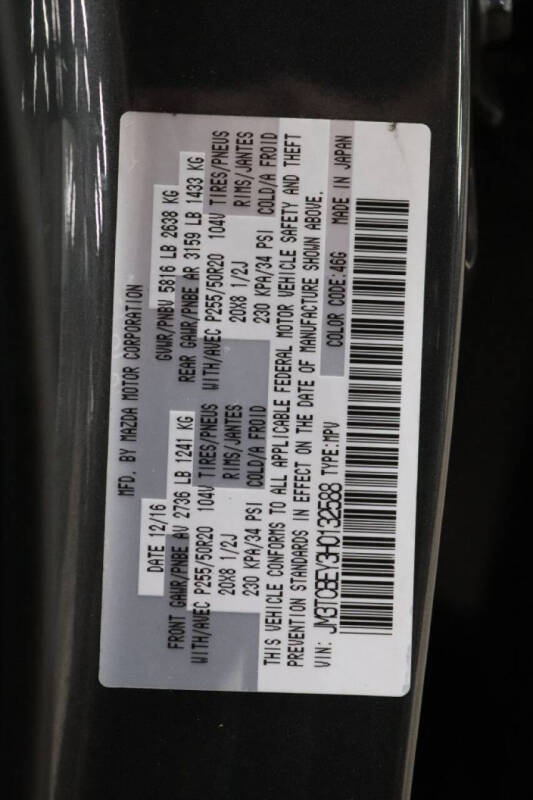 MFD. BY MAZDA MOTOR CORPORATION
DATE 12/16 GVWR/PNBV 5816 LB 2638 KG
FRONT GAWR/PNBE AV 2736 LB 1241 KG REAR GAWR/PNBE AR 3159 LB 1433 KG
WITH/AVEC P255/50R20 104V TIRES/PNEUS WITH/AVEC P255/50R20 104V TIRES/PNEUS
20X8 1/2J RIMS/JANTES 20X8 1/2J RIMS/JANTES
230 KPA/34 PSI COLD/A FROID 230 KPA/34 PSI COLD/A FROID
THIS VEHICLE CONFORMS TO ALL APPLICABLE FEDERAL MOTOR VEHICLE SAFETY AND THEFT
PREVENTION STANDARDS IN EFFECT ON THE DATE OF MANUFACTURE SHOWN ABOVE.
VIN: JM3TCBEY3H0132588 TYPE:MPV COLOR CODE:46G MADE IN JAPAN